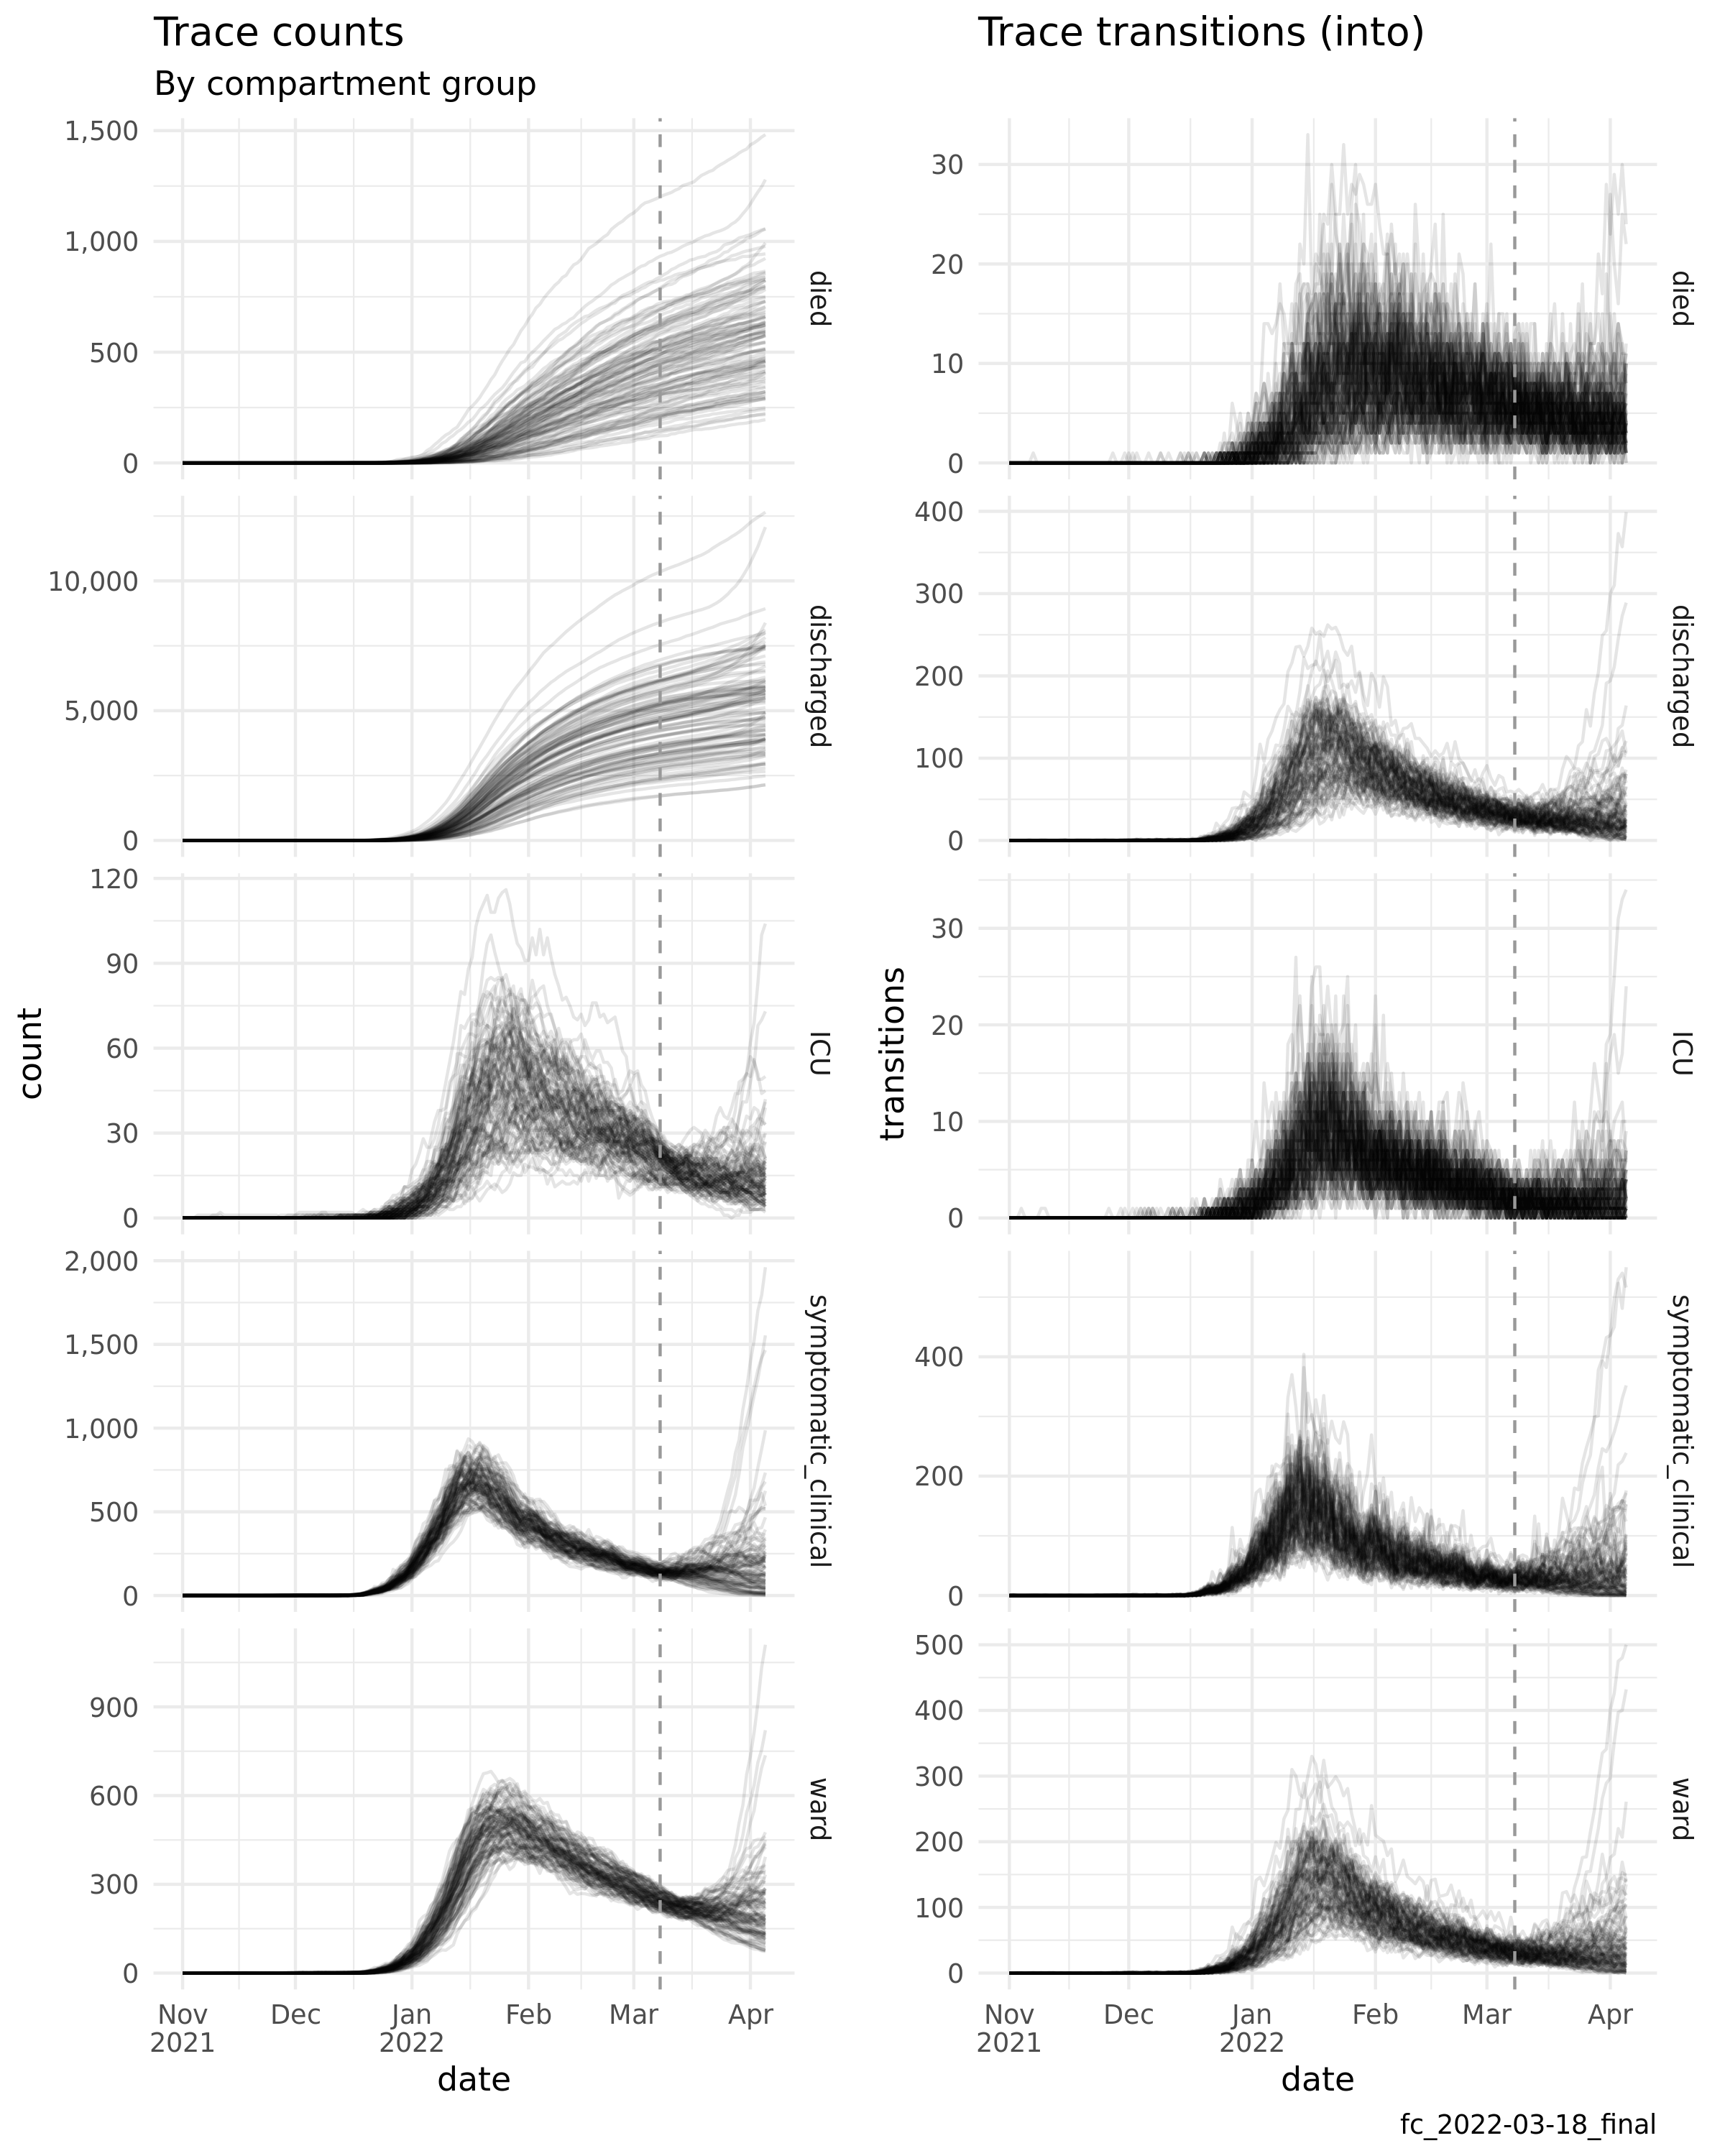 Trace counts
By compartment group
1,500
1,000
500
0
died
10,000
5,000
0
discharged
120
90
60
30
0
ICU
count
2,000
1,500
1,000
500
0
symptomatic_clinical
900
600
300
0
ward
Nov
2021
Dec
Jan
2022
Feb
Mar
Apr
date
Trace transitions (into)
30
20
10
0
died
400
300
200
100
0
discharged
30
20
10
0
ICU
transitions
400
200
0
symptomatic_clinical
500
400
300
200
100
0
ward
Nov
2021
Dec
Jan
2022
Feb
Mar
Apr
date
fc_2022-03-18_final